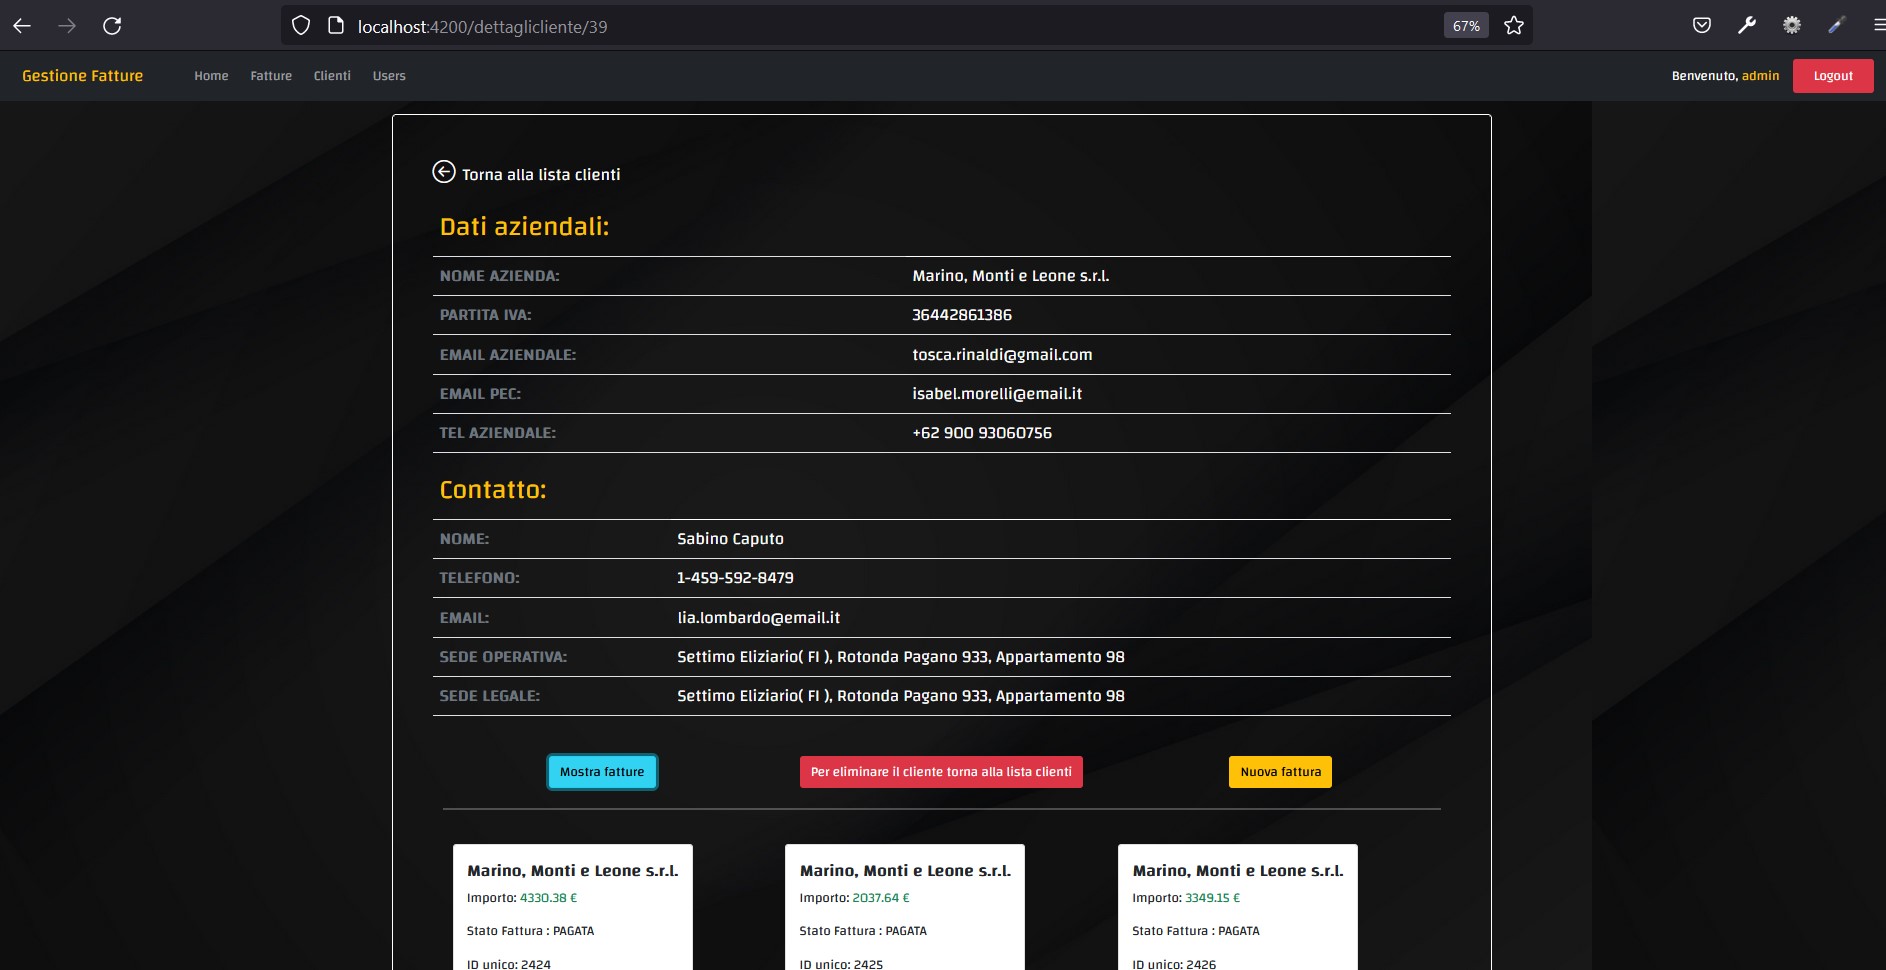 localhost:4200/dettaglicliente/39
67%
Gestione Fatture
Home
Fatture
Clienti
Users
Benvenuto, admin
Logout
Torna alla lista clienti
Dati aziendali:
NOME AZIENDA: Marino, Monti e Leone s.r.l.
PARTITA IVA: 36442861386
EMAIL AZIENDALE: tosca.rinaldi@gmail.com
EMAIL PEC: isabel.morelli@email.it
TEL AZIENDALE: +62 900 93060756
Contatto:
NOME: Sabino Caputo
TELEFONO: 1-459-592-8479
EMAIL: lia.lombardo@email.it
SEDE OPERATIVA: Settimo Eliziario( FI ), Rotonda Pagano 933, Appartamento 98
SEDE LEGALE: Settimo Eliziario( FI ), Rotonda Pagano 933, Appartamento 98
Mostra fatture
Per eliminare il cliente torna alla lista clienti
Nuova fattura
Marino, Monti e Leone s.r.l.
Importo: 4330.38 €
Stato Fattura : PAGATA
ID unico: 2424
Marino, Monti e Leone s.r.l.
Importo: 2037.64 €
Stato Fattura : PAGATA
ID unico: 2425
Marino, Monti e Leone s.r.l.
Importo: 3349.15 €
Stato Fattura : PAGATA
ID unico: 2426